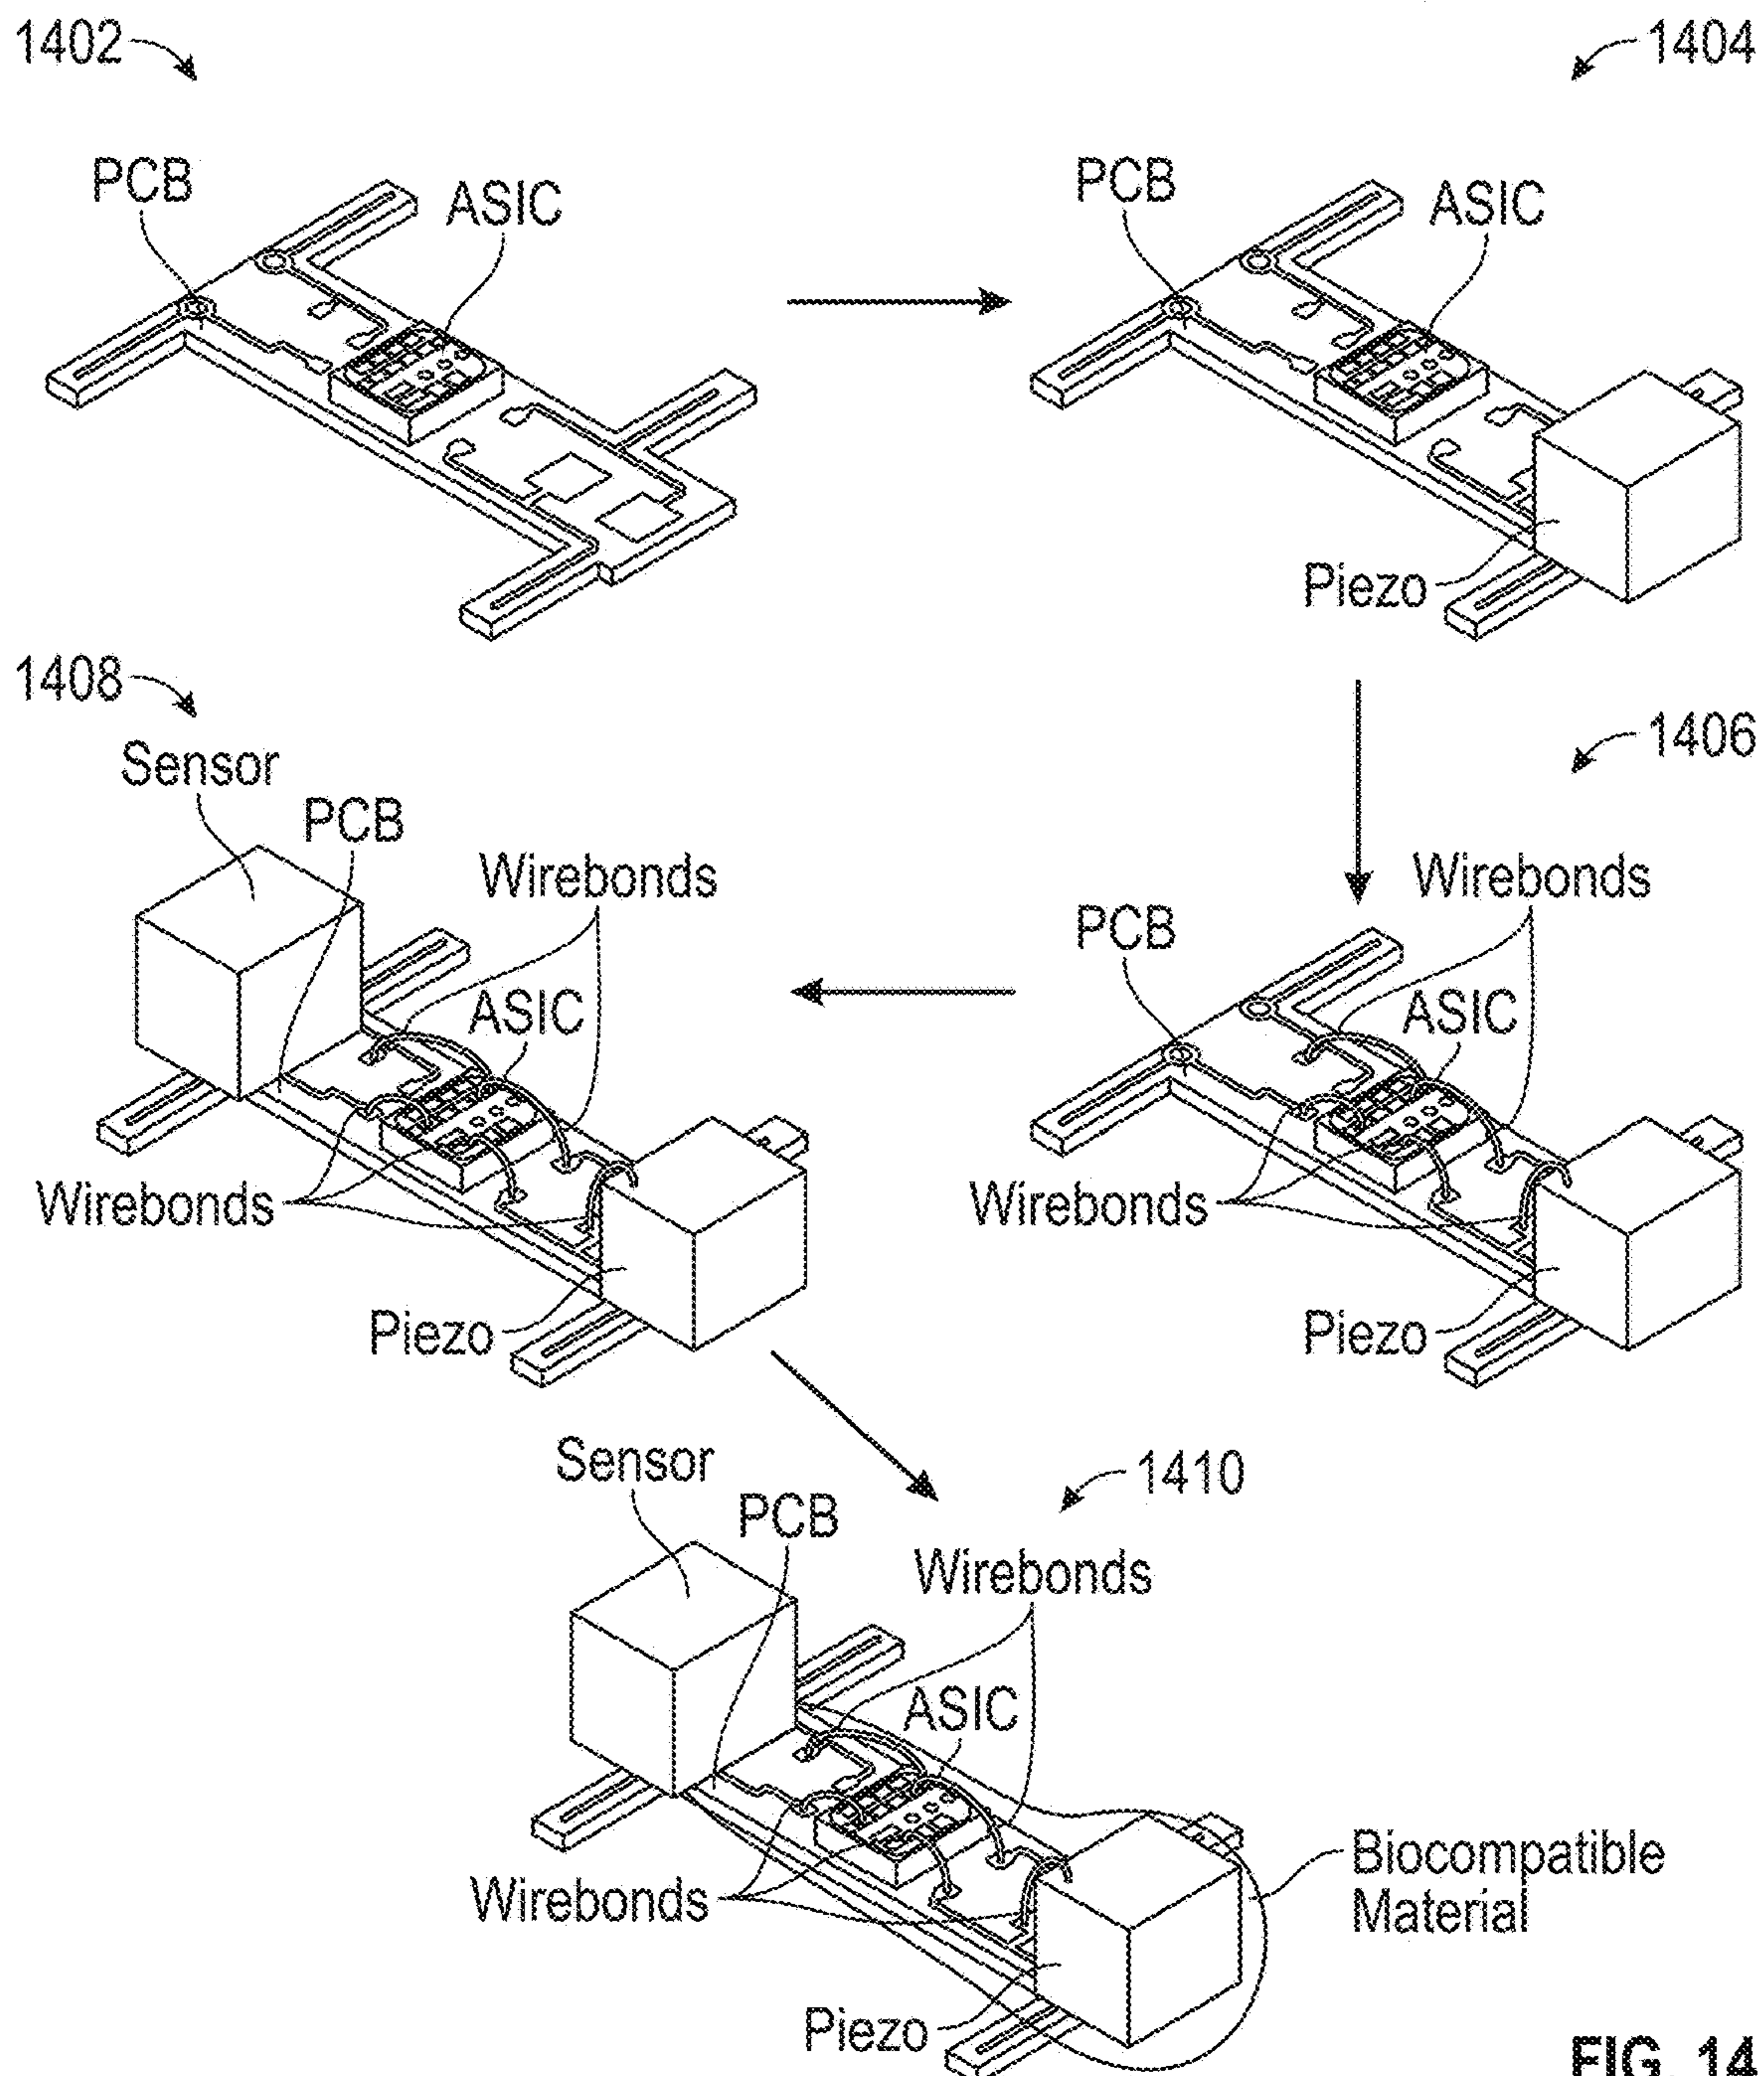 1402
1404
PCB
ASIC
PCB
ASIC
Piezo
1408
1406
Sensor
PCB
Wirebonds
Wirebonds
PCB
ASIC
ASIC
Wirebonds
Wirebonds
Piezo
Piezo
Sensor
1410
PCB
Wirebonds
ASIC
Wirebonds
Biocompatible
Material
Piezo
FIG. 14